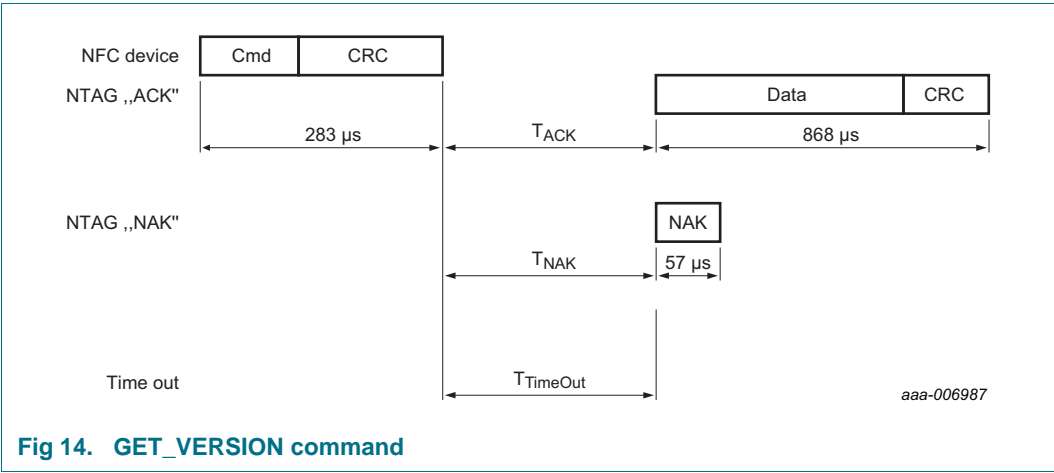 NFC device Cmd CRC
NTAG ,,ACK" Data CRC
283 µs TACK 868 µs
NTAG ,,NAK" NAK
TNAK 57 µs
Time out TTimeOut
aaa-006987
Fig 14. GET_VERSION command